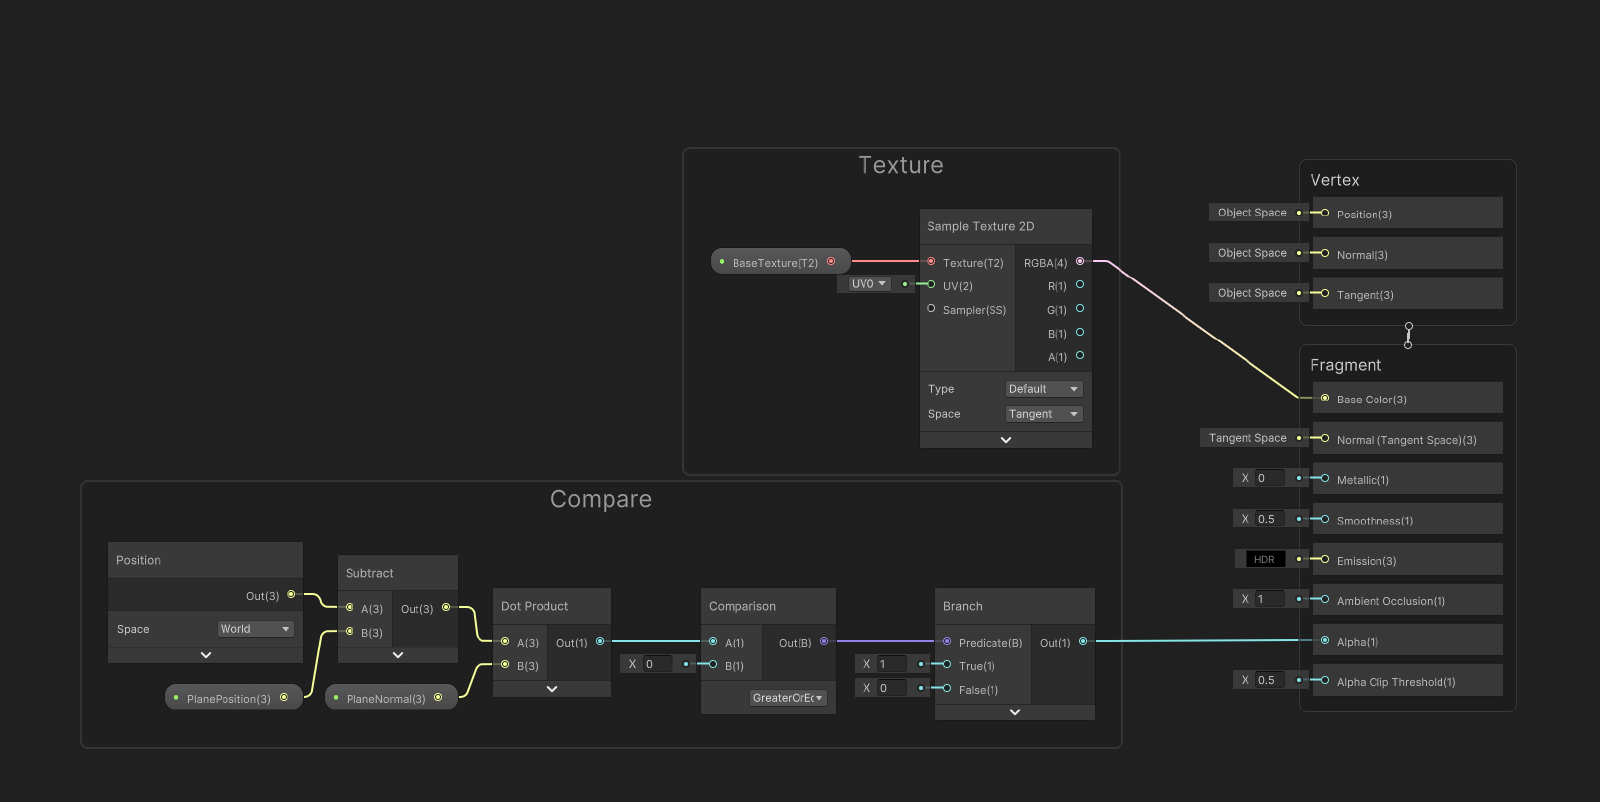 Texture
Sample Texture 2D
BaseTexture(T2)
Texture(T2)
RGBA(4)
UV0
UV(2)
R(1)
Sampler(SS)
G(1)
B(1)
A(1)
Type
Default
Space
Tangent
Vertex
Object Space
Position(3)
Object Space
Normal(3)
Object Space
Tangent(3)
Fragment
Base Color(3)
Tangent Space
Normal (Tangent Space)(3)
X 0
Metallic(1)
X 0.5
Smoothness(1)
HDR
Emission(3)
X 1
Ambient Occlusion(1)
Alpha(1)
X 0.5
Alpha Clip Threshold(1)
Compare
Position
Out(3)
Space
World
PlanePosition(3)
Subtract
A(3)
Out(3)
B(3)
PlaneNormal(3)
Dot Product
A(3)
Out(1)
B(3)
Comparison
A(1)
Out(B)
X 0
B(1)
GreaterOrEc
Branch
Predicate(B)
Out(1)
X 1
True(1)
X 0
False(1)